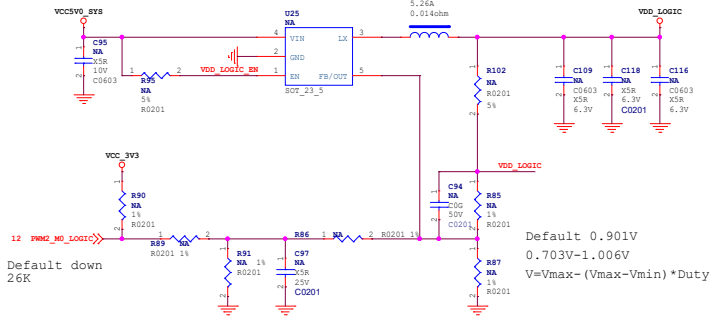 5.26A
0.014ohm
VCC5V0_SYS
U25
NA
VDD_LOGIC
4 VIN LX 3
2 GND
1 EN FB/OUT 5
SOT_23_5
VDD_LOGIC_EN
C95
NA
X5R
10V
C0603
1 2
R95
NA
5%
R0201
R102
NA
R0201
5%
C109
NA
C0603
X5R
6.3V
C118
NA
X5R
6.3V
C0201
C116
NA
C0603
X5R
6.3V
VCC_3V3
R90
NA
1%
R0201
C94
NA
C0G
50V
C0201
VDD_LOGIC
R85
NA
1%
R0201
12 PWM2_M0_LOGIC
R89 NA
R0201 1%
R86 NA R0201 1%
R91
NA 1%
R0201
C97
NA
X5R
25V
C0201
R87
NA
1%
R0201
Default down
26K
Default 0.901V
0.703V-1.006V
V=Vmax-(Vmax-Vmin)*Duty